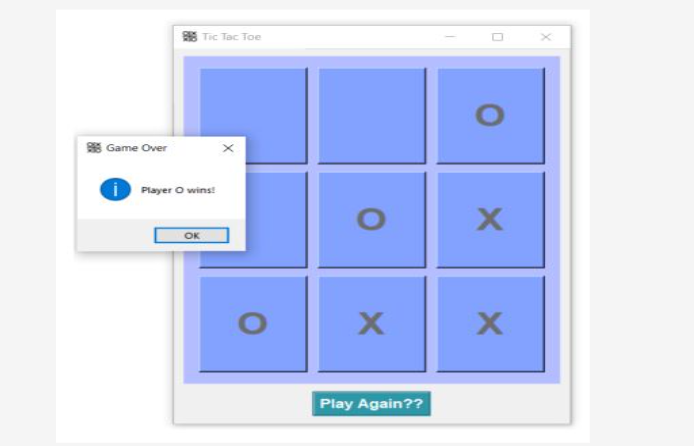 Tic Tac Toe
O
Game Over
Player O wins!
OK
O X
O X X
Play Again??